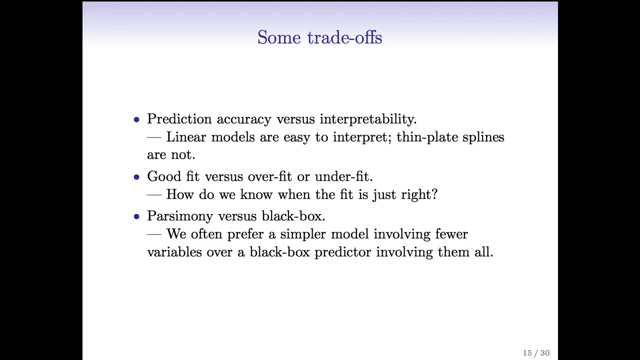 Some trade-offs
• Prediction accuracy versus interpretability.
— Linear models are easy to interpret; thin-plate splines
are not.
• Good fit versus over-fit or under-fit.
— How do we know when the fit is just right?
• Parsimony versus black-box.
— We often prefer a simpler model involving fewer
variables over a black-box predictor involving them all.
15 / 30